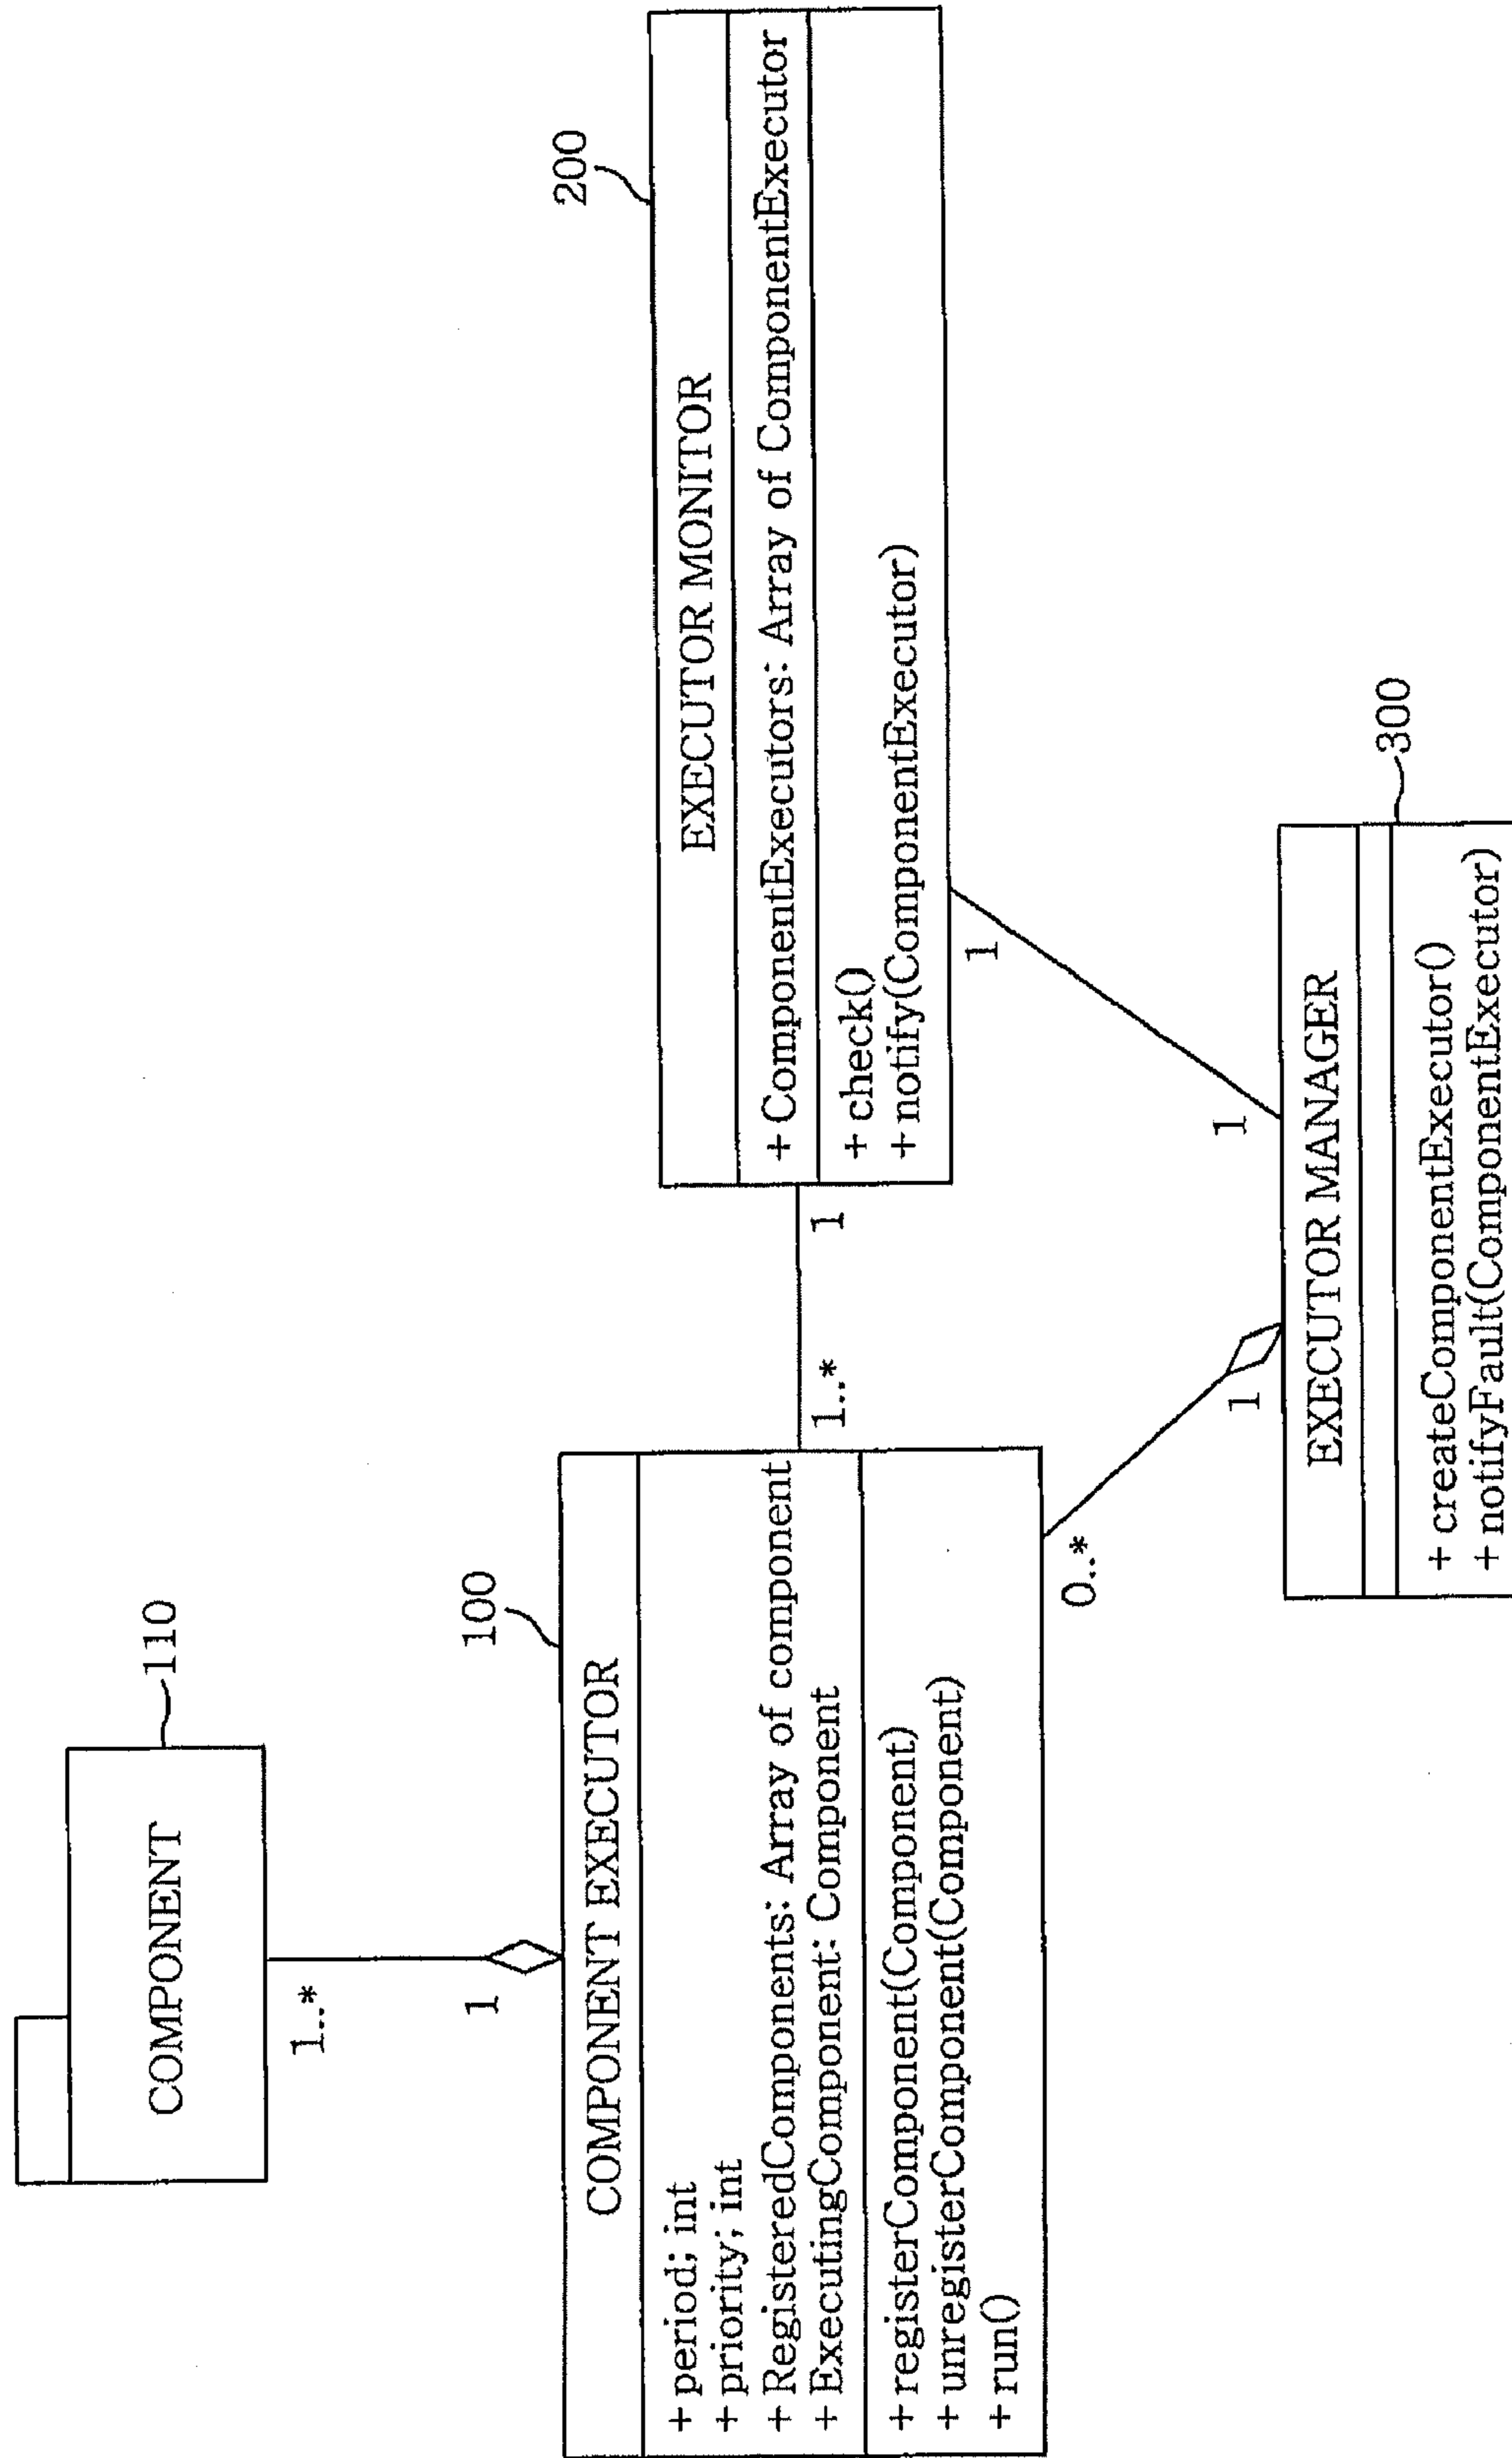 110
COMPONENT
1..*
1
100
COMPONENT EXECUTOR
+ period; int
+ priority; int
+ RegisteredComponents: Array of component
+ ExecutingComponent: Component
+ registerComponent(Component)
+ unregisterComponent(Component)
+ run()
1..*
1
200
EXECUTOR MONITOR
+ ComponentExecutors: Array of ComponentExecutor
+ check()
+ notify(ComponentExecutor)
0..*
1
1
1
300
EXECUTOR MANAGER
+ createComponentExecutor()
+ notifyFault(ComponentExecutor)